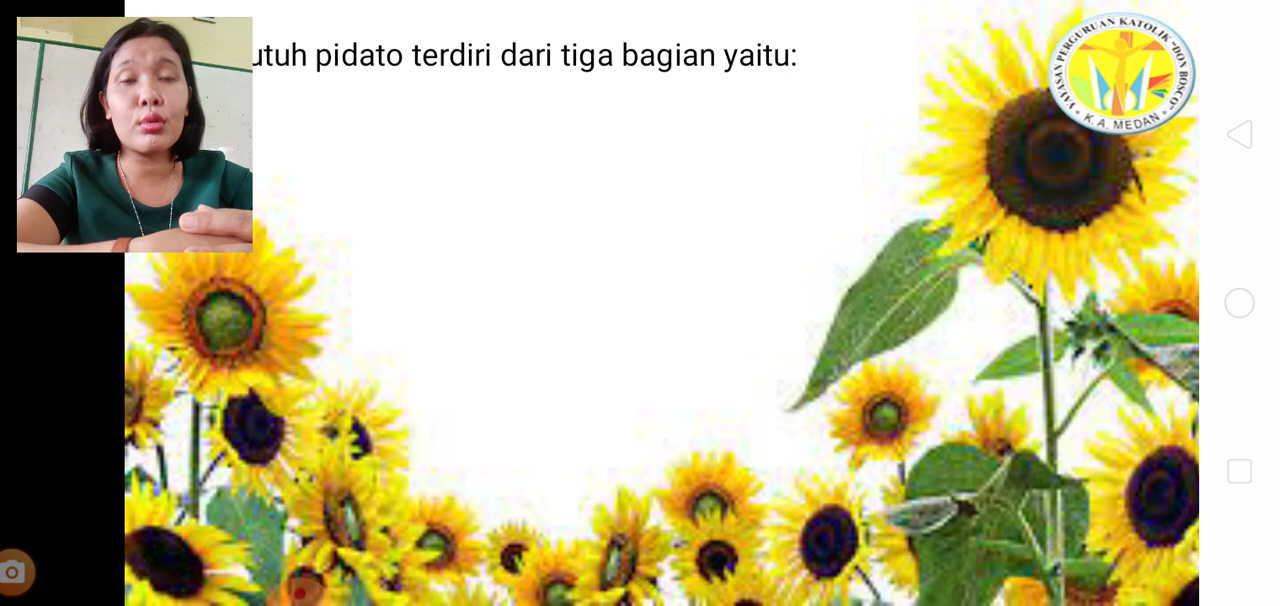 utuh pidato terdiri dari tiga bagian yaitu:
YAYASAN PERGURUAN KATOLIK "DON BOSCO"
K. A. MEDAN